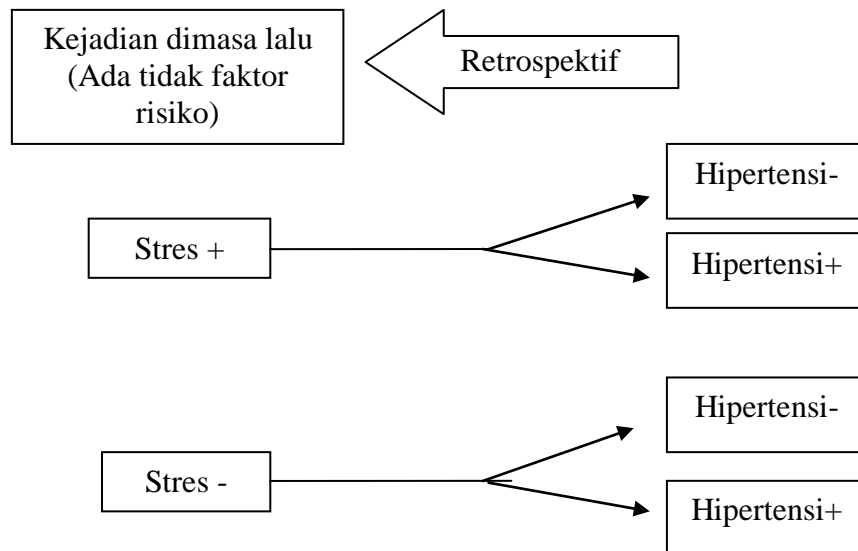 Kejadian dimasa lalu
(Ada tidak faktor
risiko)
Retrospektif
Hipertensi-
Stres +
Hipertensi+
Hipertensi-
Stres -
Hipertensi+